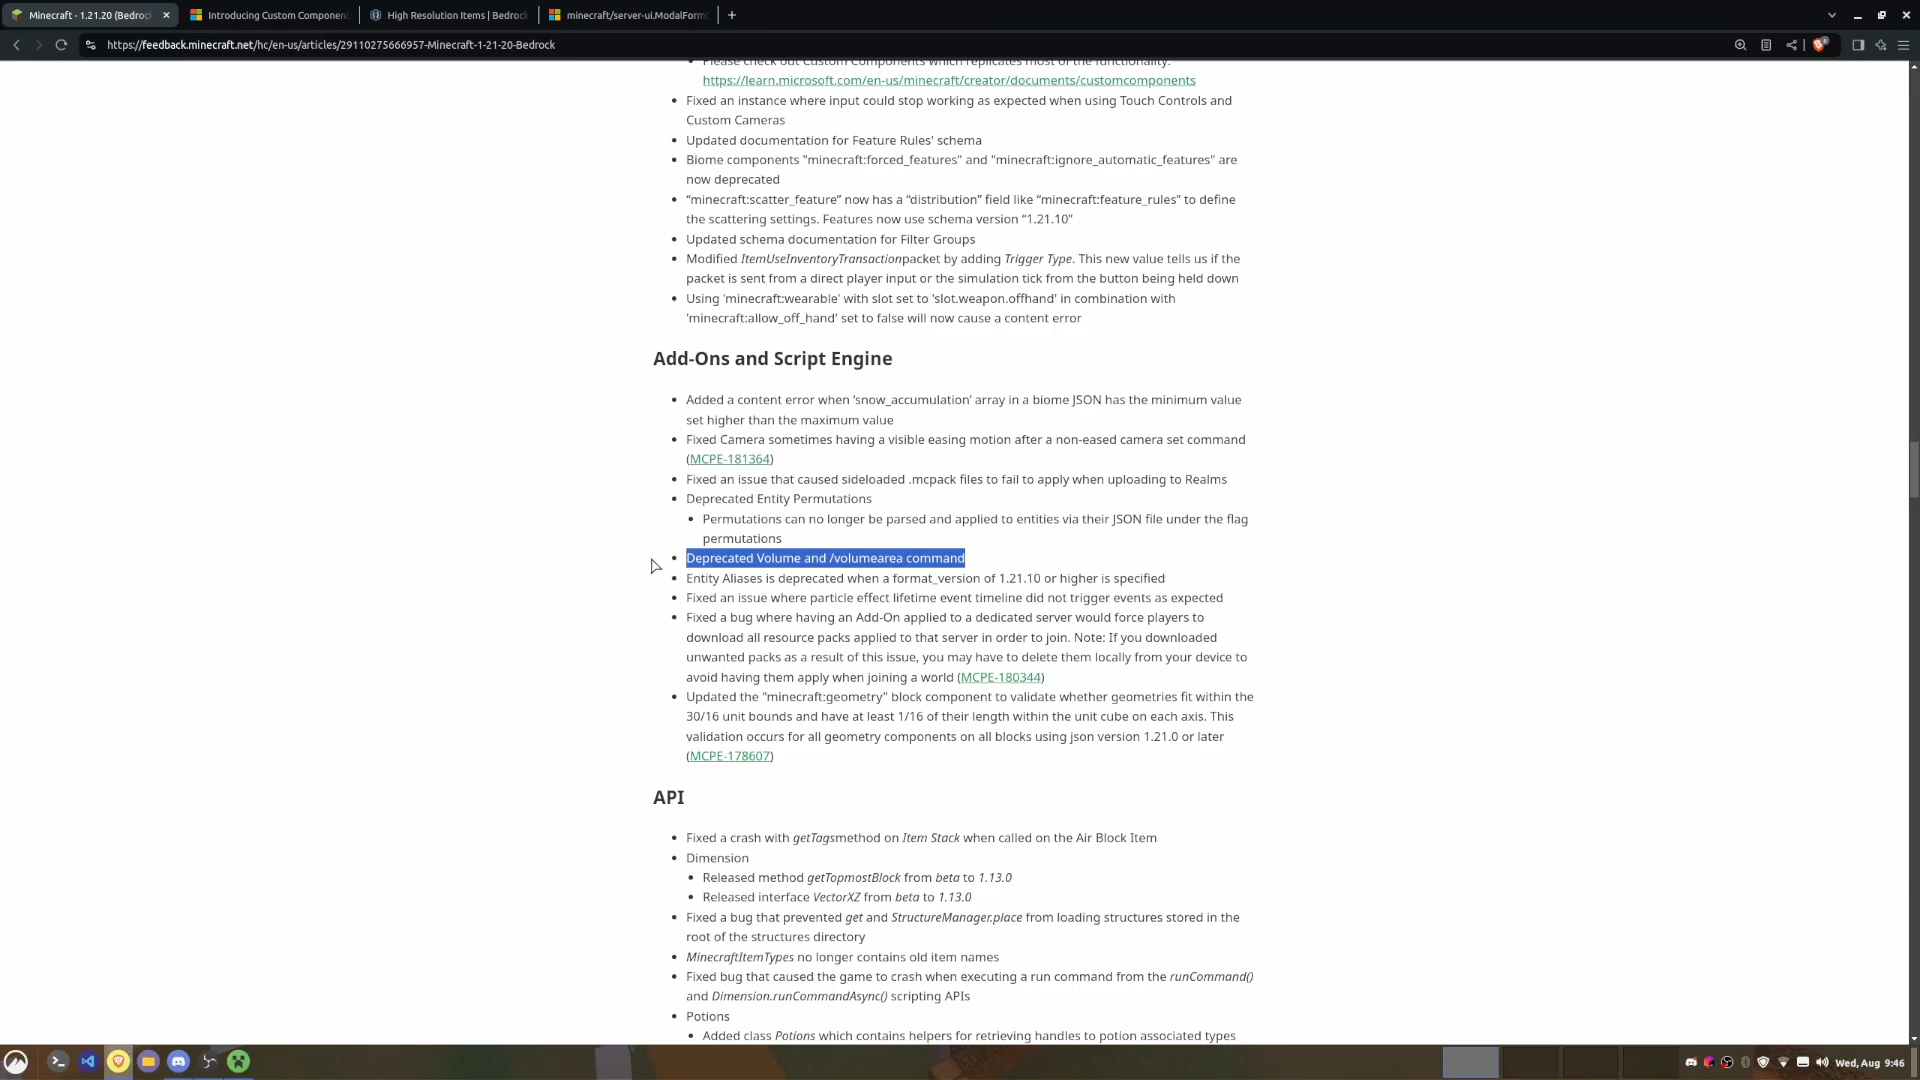 Minecraft - 1.21.20 (Bedroc
Introducing Custom Componen
High Resolution Items | Bedroc
minecraft/server-ui.ModalForm
https://feedback.minecraft.net/hc/en-us/articles/29110275666957-Minecraft-1-21-20-Bedrock
Please check out Custom Components which replicates most of the functionality.
https://learn.microsoft.com/en-us/minecraft/creator/documents/customcomponents
Fixed an instance where input could stop working as expected when using Touch Controls and
Custom Cameras
Updated documentation for Feature Rules' schema
Biome components "minecraft:forced_features" and "minecraft:ignore_automatic_features" are
now deprecated
“minecraft:scatter_feature” now has a “distribution” field like “minecraft:feature_rules” to define
the scattering settings. Features now use schema version “1.21.10”
Updated schema documentation for Filter Groups
Modified ItemUseInventoryTransactionpacket by adding Trigger Type. This new value tells us if the
packet is sent from a direct player input or the simulation tick from the button being held down
Using 'minecraft:wearable' with slot set to 'slot.weapon.offhand' in combination with
'minecraft:allow_off_hand' set to false will now cause a content error
Add-Ons and Script Engine
Added a content error when ‘snow_accumulation’ array in a biome JSON has the minimum value
set higher than the maximum value
Fixed Camera sometimes having a visible easing motion after a non-eased camera set command
(MCPE-181364)
Fixed an issue that caused sideloaded .mcpack files to fail to apply when uploading to Realms
Deprecated Entity Permutations
Permutations can no longer be parsed and applied to entities via their JSON file under the flag
permutations
Deprecated Volume and /volumearea command
Entity Aliases is deprecated when a format_version of 1.21.10 or higher is specified
Fixed an issue where particle effect lifetime event timeline did not trigger events as expected
Fixed a bug where having an Add-On applied to a dedicated server would force players to
download all resource packs applied to that server in order to join. Note: If you downloaded
unwanted packs as a result of this issue, you may have to delete them locally from your device to
avoid having them apply when joining a world (MCPE-180344)
Updated the "minecraft:geometry" block component to validate whether geometries fit within the
30/16 unit bounds and have at least 1/16 of their length within the unit cube on each axis. This
validation occurs for all geometry components on all blocks using json version 1.21.0 or later
(MCPE-178607)
API
Fixed a crash with getTagsmethod on Item Stack when called on the Air Block Item
Dimension
Released method getTopmostBlock from beta to 1.13.0
Released interface VectorXZ from beta to 1.13.0
Fixed a bug that prevented get and StructureManager.place from loading structures stored in the
root of the structures directory
MinecraftItemTypes no longer contains old item names
Fixed bug that caused the game to crash when executing a run command from the runCommand()
and Dimension.runCommandAsync() scripting APIs
Potions
Added class Potions which contains helpers for retrieving handles to potion associated types
Wed, Aug 9:46